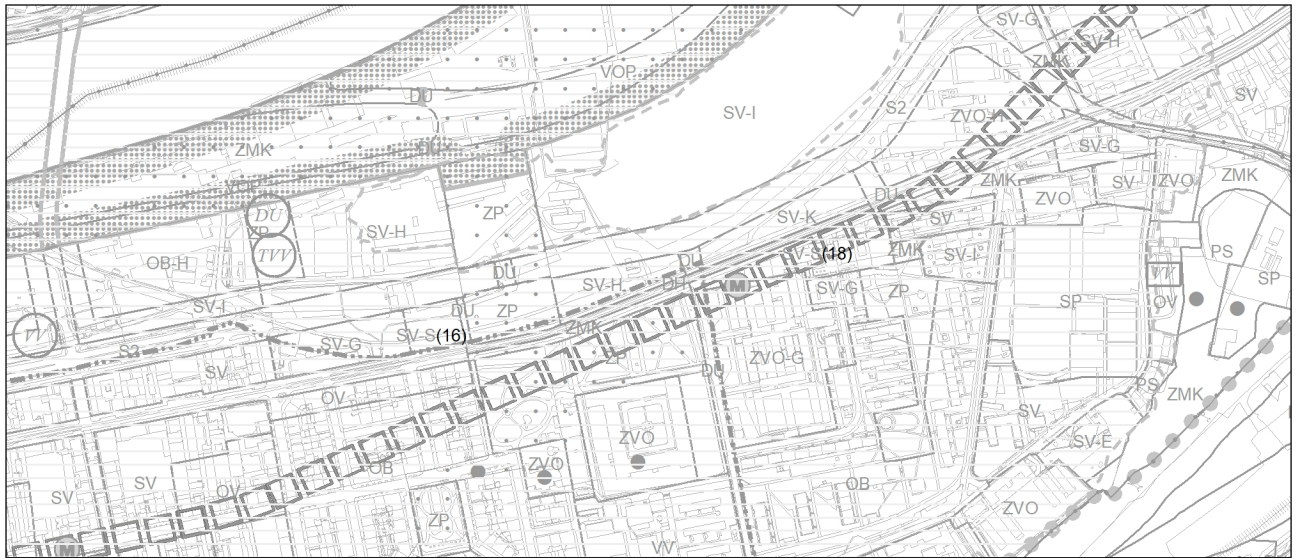 SV-G
SV-H
VOP
ZMK
DU
SV
SV-I
S2
ZVO-H
DU
SV-G
ZMK
ZMK
SV
ZVO
ZMK
VOP
DU
ZVO
DU
ZP
SV-K
SV
ZP
SV-H
PS
OB-H
TVV
DU
V-S(18)
ZMK
SV-I
SP
DU
SV-H
DH
M
SV-G
ZP
SP
VV
OV
SV-I
DU
ZP
TV
SV-G
SV-S(16)
ZMK
S2
SV
ZP
ZVO-G
DU
OV
PS
ZMK
SV
ZVO
SV-E
OB
ZVO
SV
SV
OV
OB
ZP
ZVO
VV
M